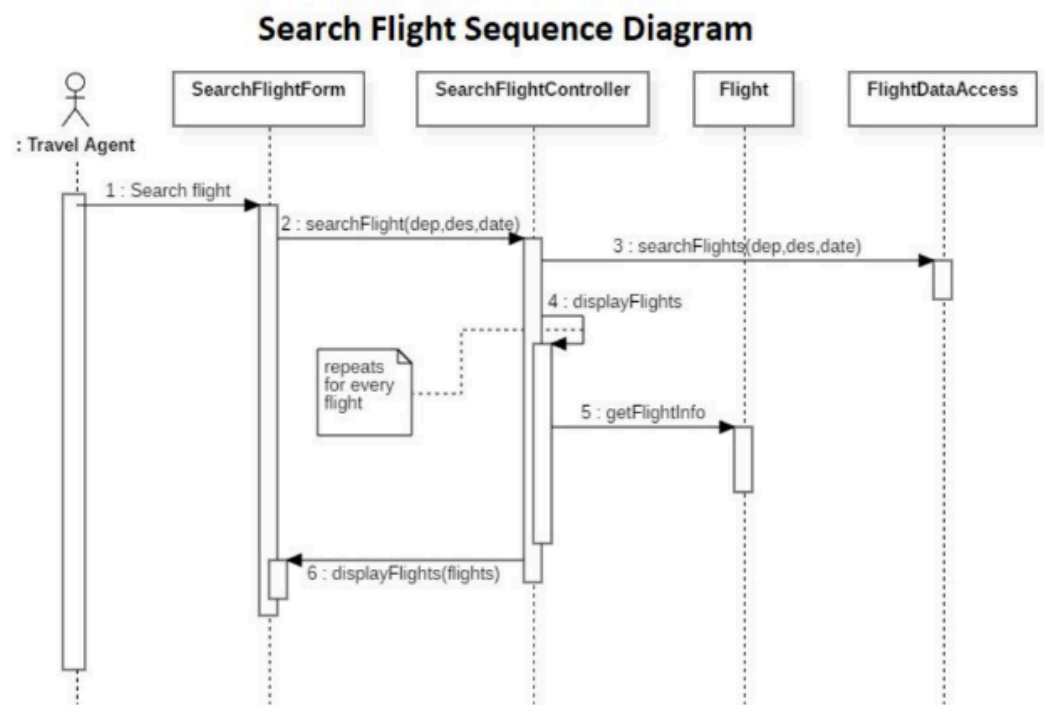 Search Flight Sequence Diagram
SearchFlightForm
SearchFlightController
Flight
FlightDataAccess
: Travel Agent
1 : Search flight
2 : searchFlight(dep,des,date)
3 : searchFlights(dep,des,date)
4 : displayFlights
repeats
for every
flight
5 : getFlightInfo
6 : displayFlights(flights)